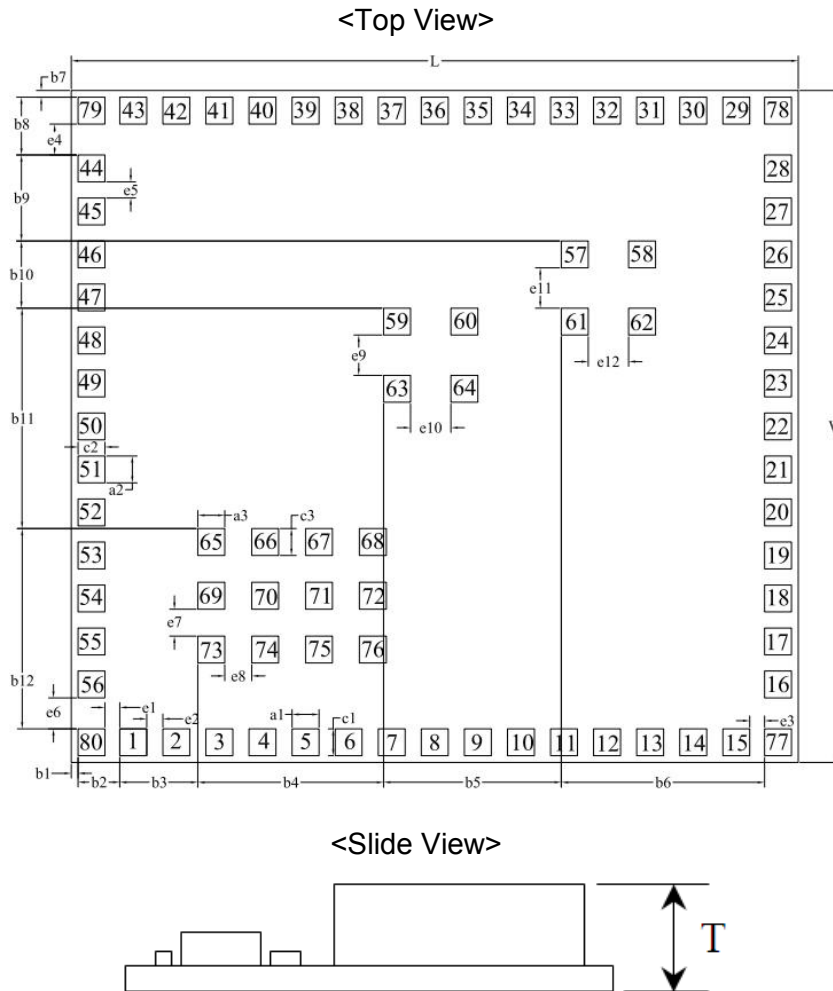 <Top View>
L
b7
79 43 42 41 40 39 38 37 36 35 34 33 32 31 30 29 78
b8
e4
44 28
e5
b9
45 27
46 57 58 26
b10
e11
47 25
59 60 61 62
48 24
e9
e12
49 63 64 23
b11
e10
50 22
c2
51 21
a2
52 20
a3 c3
65 66 67 68
53 19
54 69 70 71 72 18
e7
55 73 74 75 76 17
b12
e8
56 16
e6
e1 e2 a1 c1 e3
80 1 2 3 4 5 6 7 8 9 10 11 12 13 14 15 77
b1 b2 b3 b4 b5 b6
<Slide View>
T